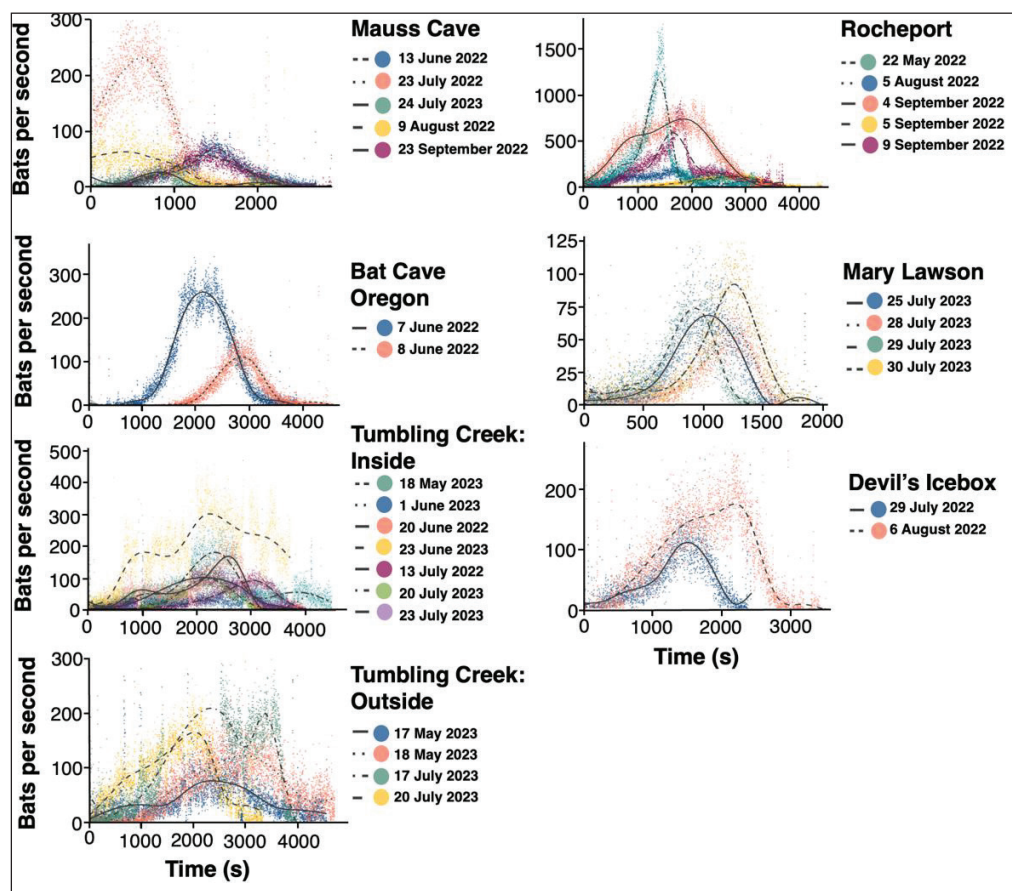 Mauss Cave
13 June 2022
23 July 2022
24 July 2023
9 August 2022
23 September 2022
Bats per second
300
200
100
0
0 1000 2000
Rocheport
22 May 2022
5 August 2022
4 September 2022
5 September 2022
9 September 2022
1500
1000
500
0
0 1000 2000 3000 4000
Bat Cave
Oregon
7 June 2022
8 June 2022
Bats per second
300
200
100
0
0 1000 2000 3000 4000
Mary Lawson
25 July 2023
28 July 2023
29 July 2023
30 July 2023
125
100
75
50
25
0
0 500 1000 1500 2000
Tumbling Creek:
Inside
18 May 2023
1 June 2023
20 June 2022
23 June 2023
13 July 2022
20 July 2023
23 July 2023
Bats per second
500
400
300
200
100
0
0 1000 2000 3000 4000
Devil's Icebox
29 July 2022
6 August 2022
200
100
0
0 1000 2000 3000
Time (s)
Tumbling Creek:
Outside
17 May 2023
18 May 2023
17 July 2023
20 July 2023
Bats per second
300
200
100
0
0 1000 2000 3000 4000
Time (s)